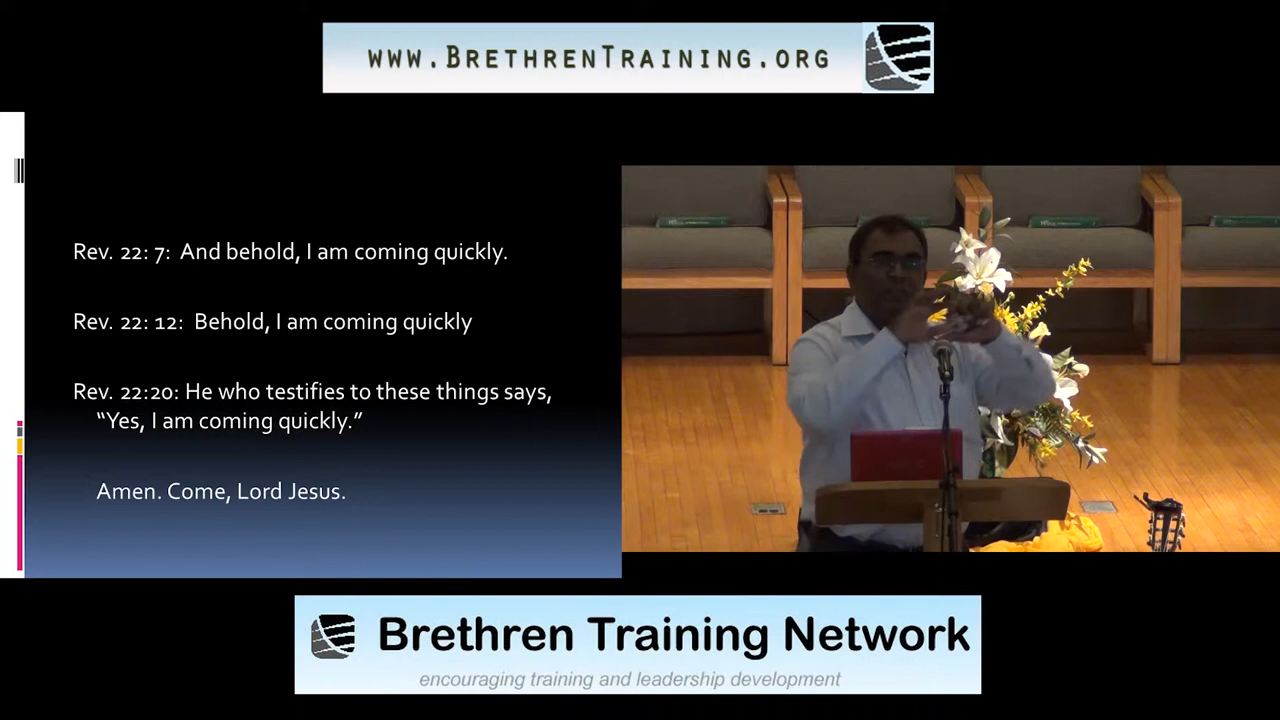 www.BrethrenTraining.org
Rev. 22: 7: And behold, I am coming quickly.
Rev. 22: 12: Behold, I am coming quickly
Rev. 22:20: He who testifies to these things says,
“Yes, I am coming quickly.”
Amen. Come, Lord Jesus.
Brethren Training Network
encouraging training and leadership development